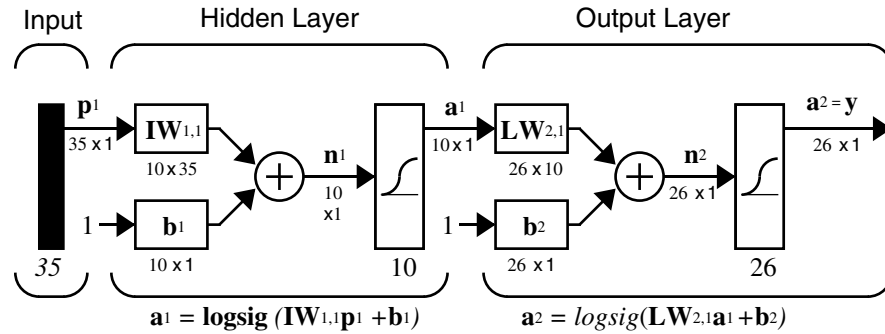 Input
Hidden Layer
Output Layer
p1
35 x 1
IW1,1
10 x 35
n1
10
x1
1
b1
10 x 1
35
10
a1
10 x 1
LW2,1
26 x 10
n2
26 x 1
1
b2
26 x 1
26
a2 = y
26 x 1
a1 = logsig (IW1,1p1 +b1)
a2 = logsig(LW2,1a1 +b2)